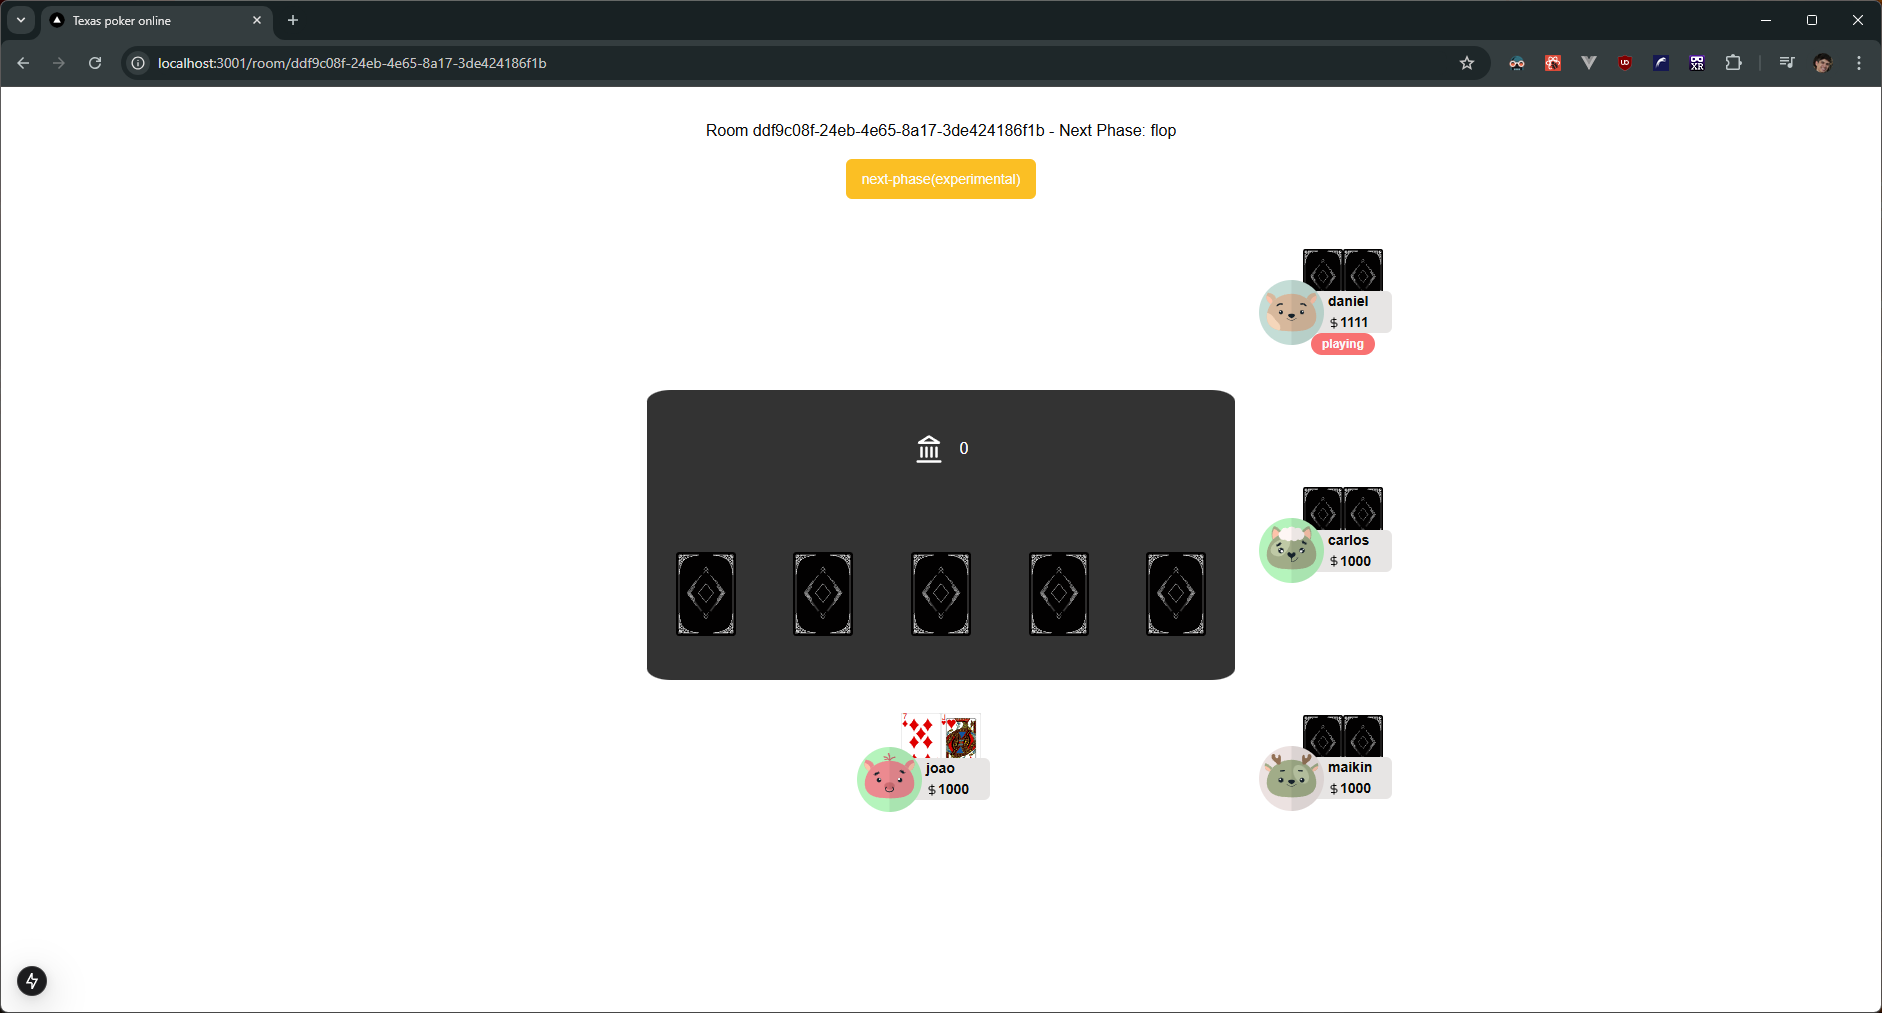 Texas poker online
localhost:3001/room/ddf9c08f-24eb-4e65-8a17-3de424186f1b
Room ddf9c08f-24eb-4e65-8a17-3de424186f1b - Next Phase: flop
next-phase(experimental)
daniel
$1111
playing
0
carlos
$1000
7
J
joao
$1000
maikin
$1000